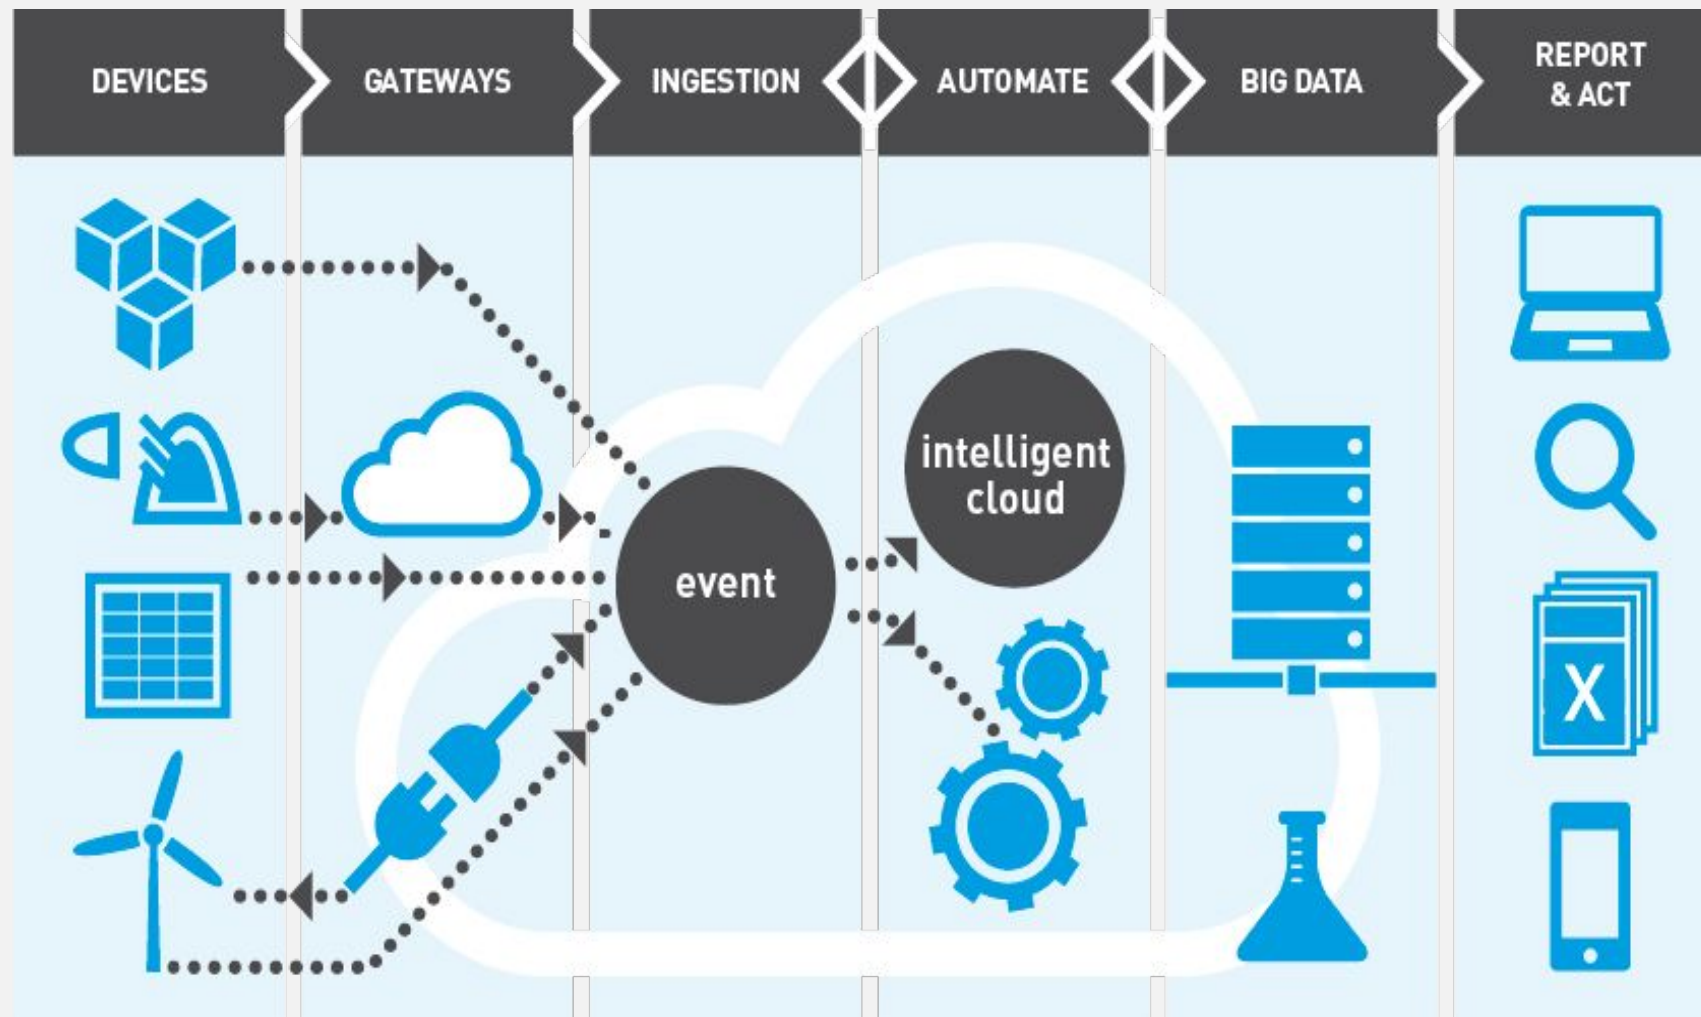 DEVICES
GATEWAYS
INGESTION
AUTOMATE
BIG DATA
REPORT
& ACT
intelligent
cloud
event
X